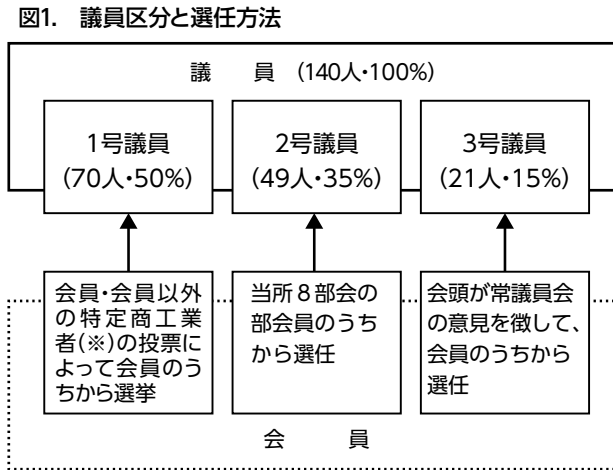 図1. 議員区分と選任方法
議　員 (140人・100%)
1号議員
(70人・50%)
2号議員
(49人・35%)
3号議員
(21人・15%)
会員・会員以外
の特定商工業
者(※)の投票に
よって会員のう
ちから選挙
当所8部会の
部会員のうち
から選任
会頭が常議員会
の意見を徴して、
会員のうちから
選任
会　員